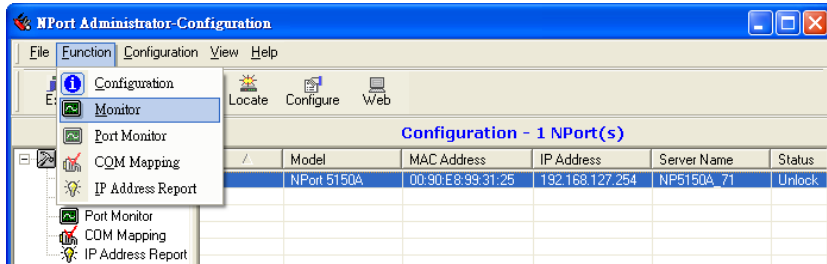 NPort Administrator-Configuration
File Function Configuration View Help
Configuration
Monitor
Port Monitor
COM Mapping
IP Address Report
Locate Configure Web
Configuration - 1 NPort(s)
Model MAC Address IP Address Server Name Status
NPort 5150A 00:90:E8:99:31:25 192.168.127.254 NP5150A_71 Unlock
Port Monitor
COM Mapping
IP Address Report